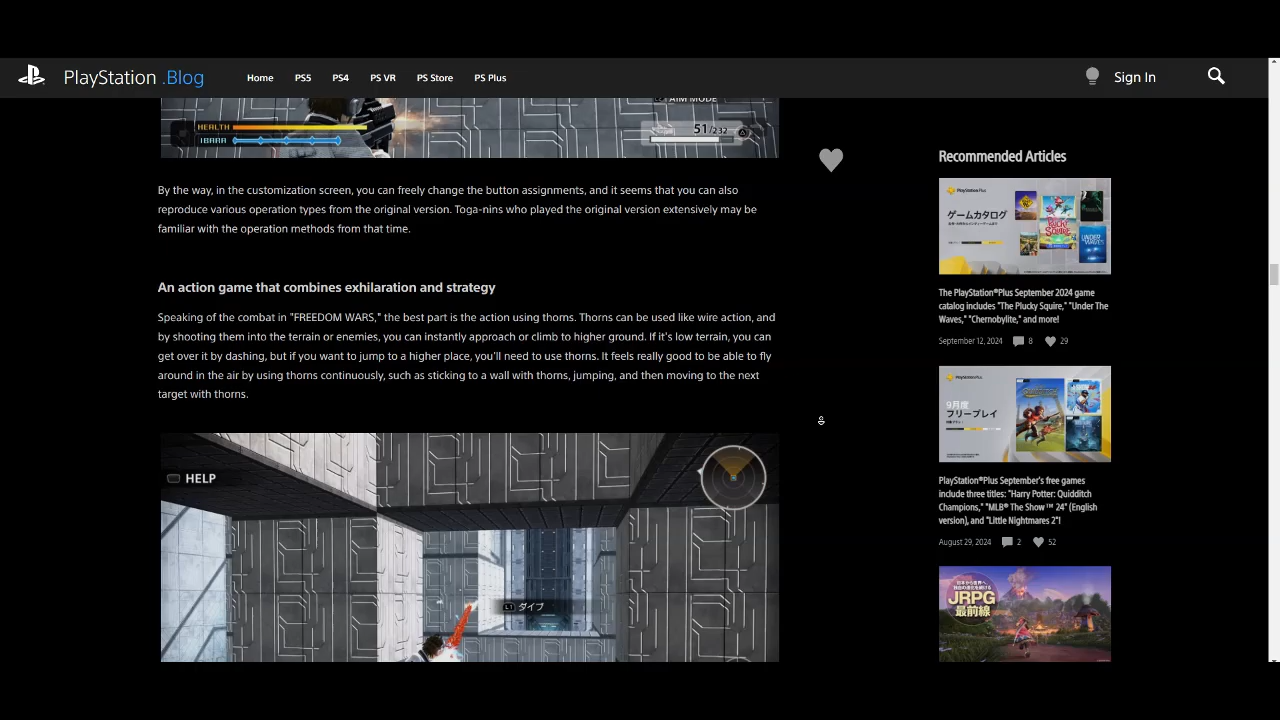 PlayStation .Blog
Home
PS5
PS4
PS VR
PS Store
PS Plus
Sign In
AIM MODE
HEALTH
IBARA
51/232
By the way, in the customization screen, you can freely change the button assignments, and it seems that you can also
reproduce various operation types from the original version. Toga-nins who played the original version extensively may be
familiar with the operation methods from that time.
An action game that combines exhilaration and strategy
Speaking of the combat in "FREEDOM WARS," the best part is the action using thorns. Thorns can be used like wire action, and
by shooting them into the terrain or enemies, you can instantly approach or climb to higher ground. If it's low terrain, you can
get over it by dashing, but if you want to jump to a higher place, you'll need to use thorns. It feels really good to be able to fly
around in the air by using thorns continuously, such as sticking to a wall with thorns, jumping, and then moving to the next
target with thorns.
HELP
L1 ダイブ
Recommended Articles
PlayStation Plus
ゲームカタログ
The PlayStation®Plus September 2024 game
catalog includes "The Plucky Squire," "Under The
Waves," "Chernobylite," and more!
September 12, 2024 8 29
PlayStation Plus
9月度
フリープレイ
PlayStation®Plus September's free games
include three titles: "Harry Potter: Quidditch
Champions," "MLB® The Show ™ 24" (English
version), and "Little Nightmares 2"!
August 29, 2024 2 52
JRPG
最前線